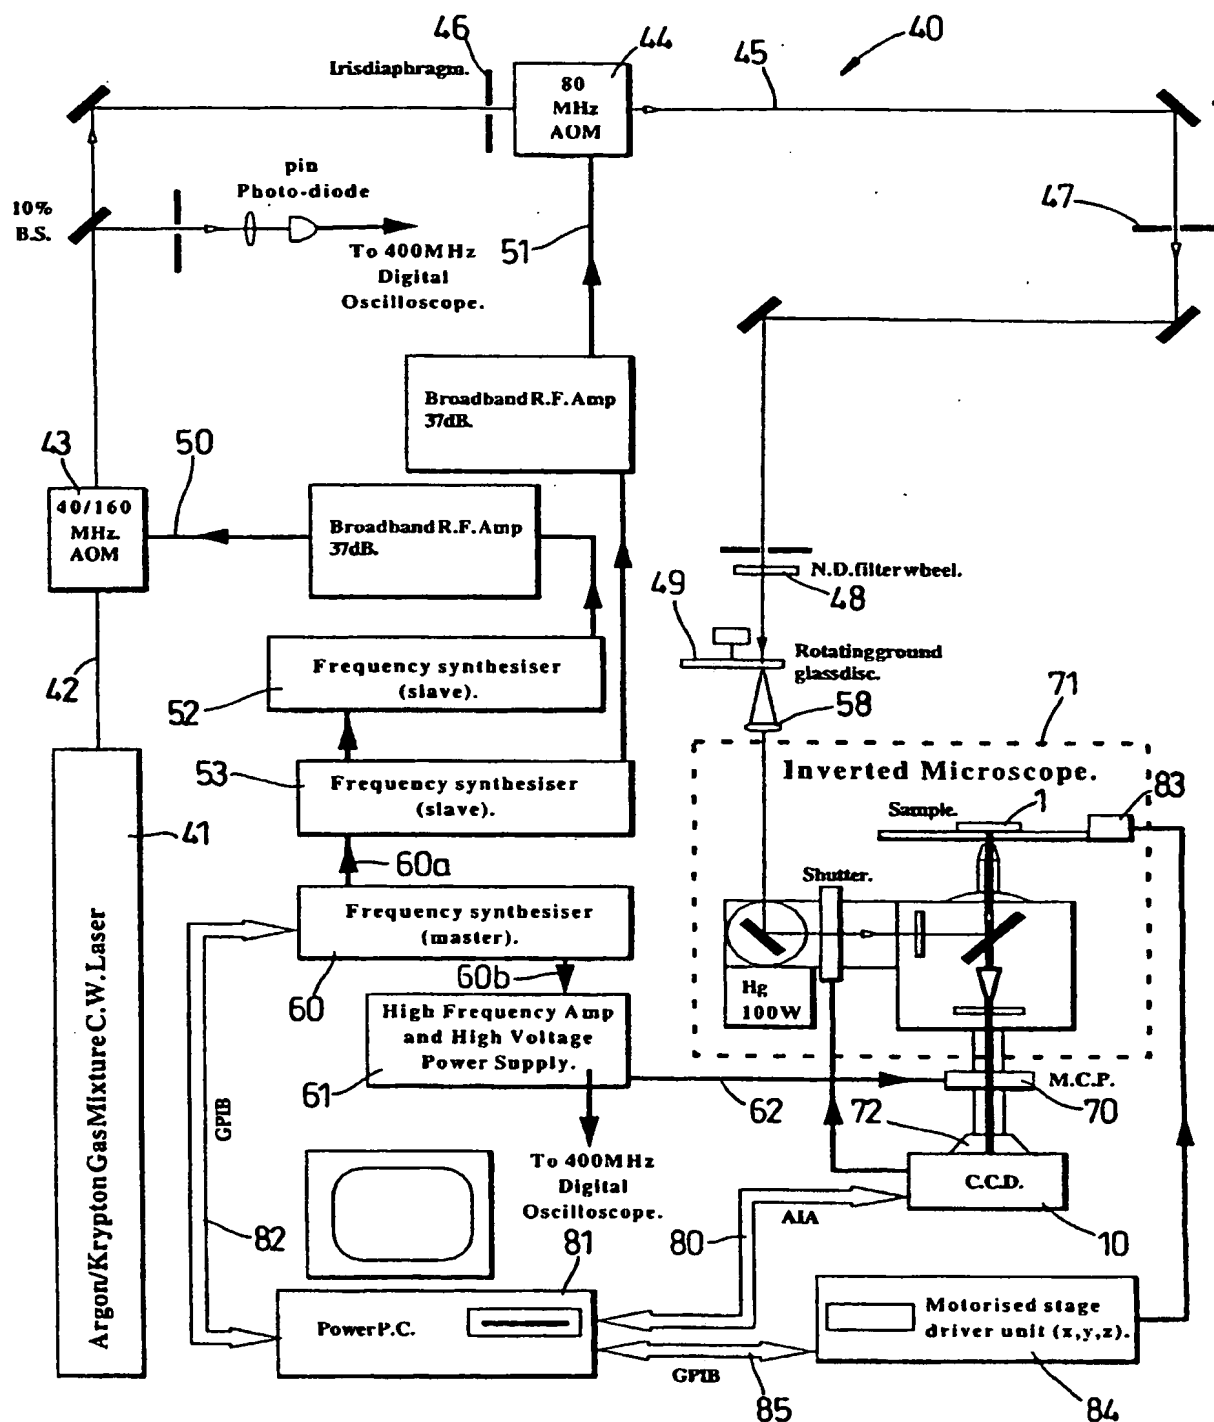 46
44
45
40
Irisdiaphragm.
80
MHz
AOM
pin
Photo-diode
10%
B.S.
47
51
To 400MHz
Digital
Oscilloscope.
Broadband R.F. Amp
37dB.
43
50
40/160
MHz.
AOM
Broadband R.F. Amp
37dB.
N.D. filter wheel.
48
49
Rotating ground
glass disc.
42
Frequency synthesiser
(slave).
52
58
71
53
Frequency synthesiser
(slave).
Inverted Microscope.
Sample.
1
83
41
60a
Shutter.
Frequency synthesiser
(master).
60
60b
Hg
100W
High Frequency Amp
and High Voltage
Power Supply.
61
62
M.C.P.
70
72
GPIB
Argon/Krypton Gas Mixture C.W. Laser
To 400MHz
Digital
Oscilloscope.
C.C.D.
AIA
10
82
80
81
Power P.C.
Motorised stage
driver unit (x,y,z).
GPIB
85
84